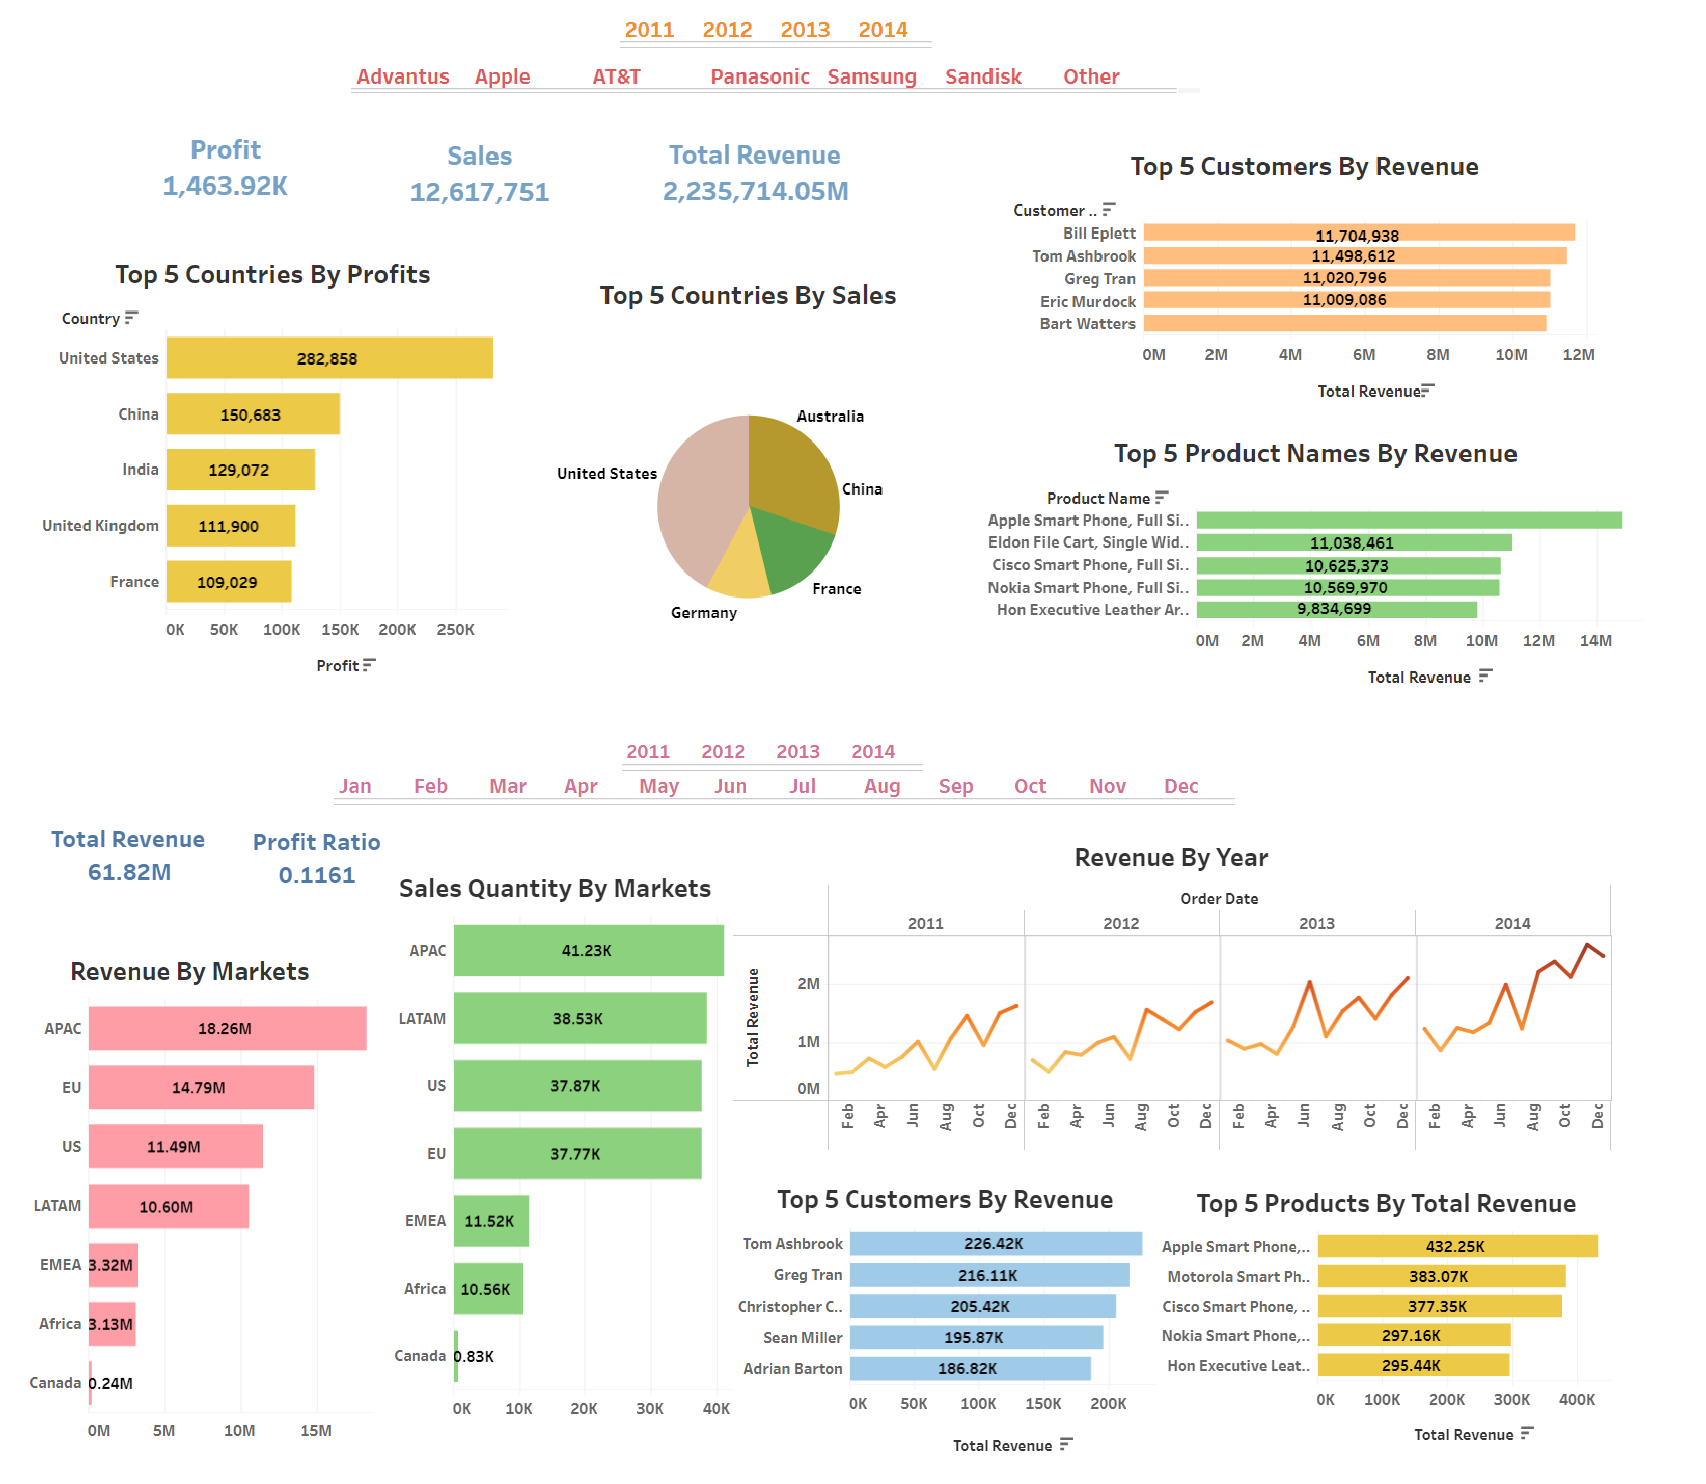 2011 2012 2013 2014
Advantus Apple AT&T Panasonic Samsung Sandisk Other
Profit
1,463.92K
Sales
12,617,751
Total Revenue
2,235,714.05M
Top 5 Countries By Profits
Country
United States 282,858
China 150,683
India 129,072
United Kingdom 111,900
France 109,029
0K 50K 100K 150K 200K 250K
Profit
Top 5 Countries By Sales
Australia
United States
China
France
Germany
Top 5 Customers By Revenue
Customer ..
Bill Eplett 11,704,938
Tom Ashbrook 11,498,612
Greg Tran 11,020,796
Eric Murdock 11,009,086
Bart Watters
0M 2M 4M 6M 8M 10M 12M
Total Revenue
Top 5 Product Names By Revenue
Product Name
Apple Smart Phone, Full Si..
Eldon File Cart, Single Wid.. 11,038,461
Cisco Smart Phone, Full Si.. 10,625,373
Nokia Smart Phone, Full Si.. 10,569,970
Hon Executive Leather Ar.. 9,834,699
0M 2M 4M 6M 8M 10M 12M 14M
Total Revenue
2011 2012 2013 2014
Jan Feb Mar Apr May Jun Jul Aug Sep Oct Nov Dec
Total Revenue
61.82M
Profit Ratio
0.1161
Revenue By Markets
APAC 18.26M
EU 14.79M
US 11.49M
LATAM 10.60M
EMEA 3.32M
Africa 3.13M
Canada 0.24M
0M 5M 10M 15M
Sales Quantity By Markets
APAC 41.23K
LATAM 38.53K
US 37.87K
EU 37.77K
EMEA 11.52K
Africa 10.56K
Canada 0.83K
0K 10K 20K 30K 40K
Revenue By Year
Order Date
2011 2012 2013 2014
Total Revenue
2M
1M
0M
Feb Apr Jun Aug Oct Dec Feb Apr Jun Aug Oct Dec Feb Apr Jun Aug Oct Dec Feb Apr Jun Aug Oct Dec
Top 5 Customers By Revenue
Tom Ashbrook 226.42K
Greg Tran 216.11K
Christopher C.. 205.42K
Sean Miller 195.87K
Adrian Barton 186.82K
0K 50K 100K 150K 200K
Total Revenue
Top 5 Products By Total Revenue
Apple Smart Phone,.. 432.25K
Motorola Smart Ph.. 383.07K
Cisco Smart Phone, .. 377.35K
Nokia Smart Phone,.. 297.16K
Hon Executive Leat.. 295.44K
0K 100K 200K 300K 400K
Total Revenue